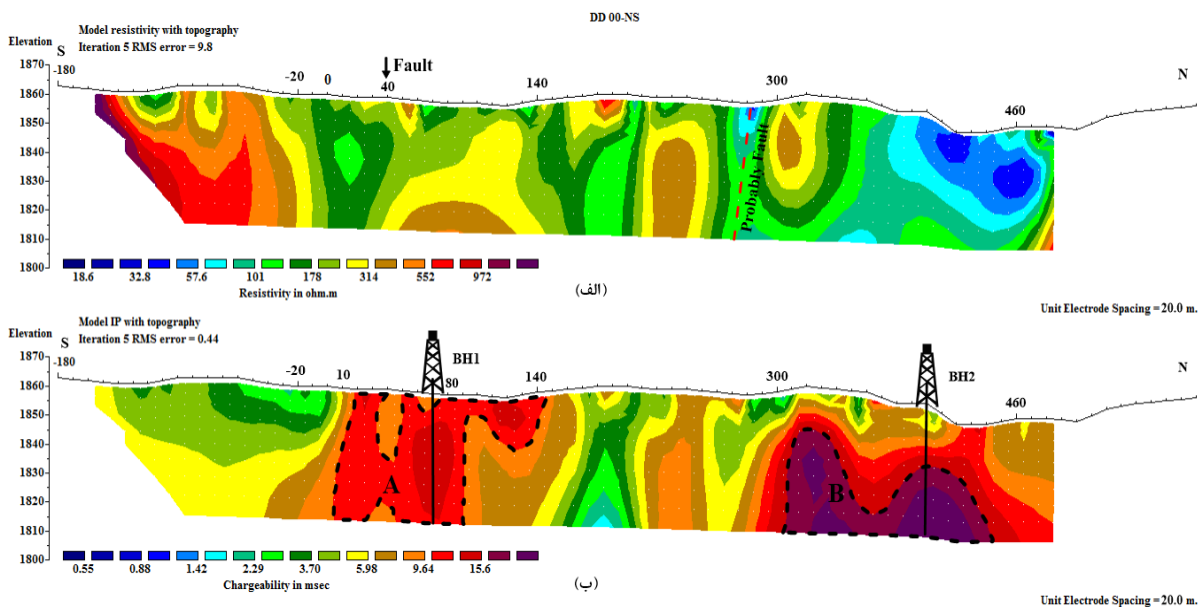 DD 00-NS
Model resistivity with topography
Elevation
Iteration 5 RMS error = 9.8
S
N
Fault
-180
-20 0 40 140 300 460
1870
1860
1850
1840
1830
1820
1810
1800
Probably Fault
18.6 32.8 57.6 101 178 314 552 972
Resistivity in ohm.m
(الف)
Unit Electrode Spacing = 20.0 m.
Model IP with topography
Elevation
Iteration 5 RMS error = 0.44
S
N
BH1
BH2
-180
-20 10 80 140 300 460
1870
1860
1850
1840
1830
1820
1810
1800
A
B
0.55 0.88 1.42 2.29 3.70 5.98 9.64 15.6
Chargeability in msec
(ب)
Unit Electrode Spacing = 20.0 m.